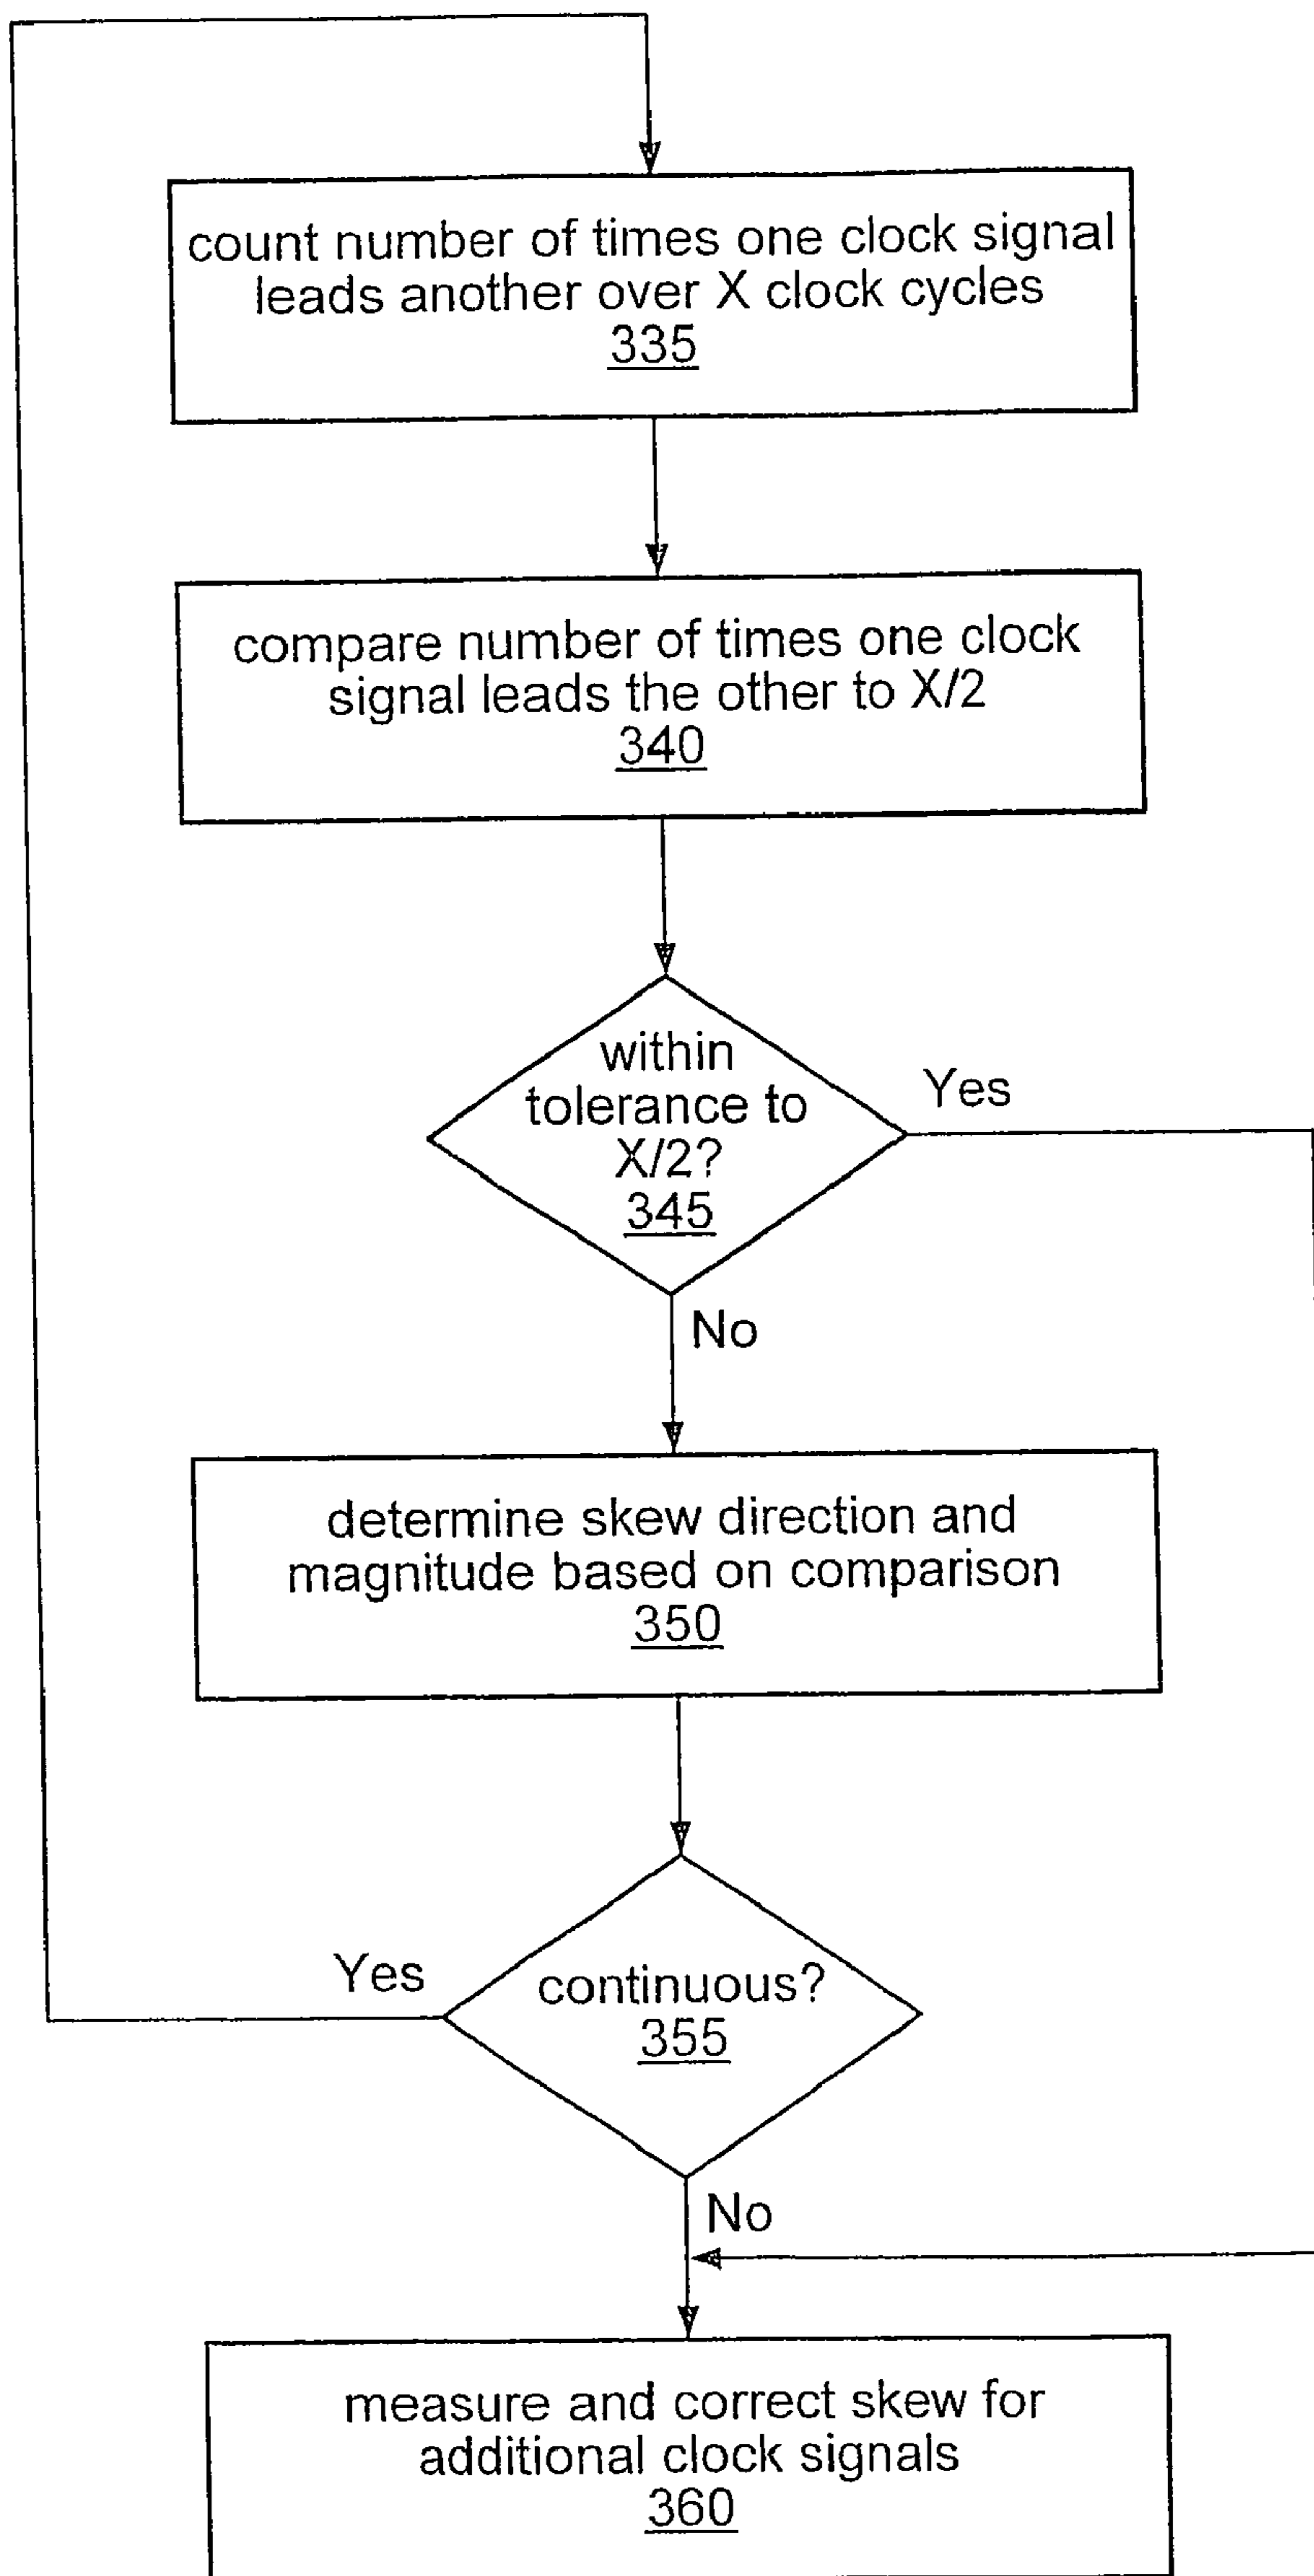 count number of times one clock signal
leads another over X clock cycles
335
compare number of times one clock
signal leads the other to X/2
340
within
tolerance to
X/2?
345
Yes
No
determine skew direction and
magnitude based on comparison
350
Yes
continuous?
355
No
measure and correct skew for
additional clock signals
360